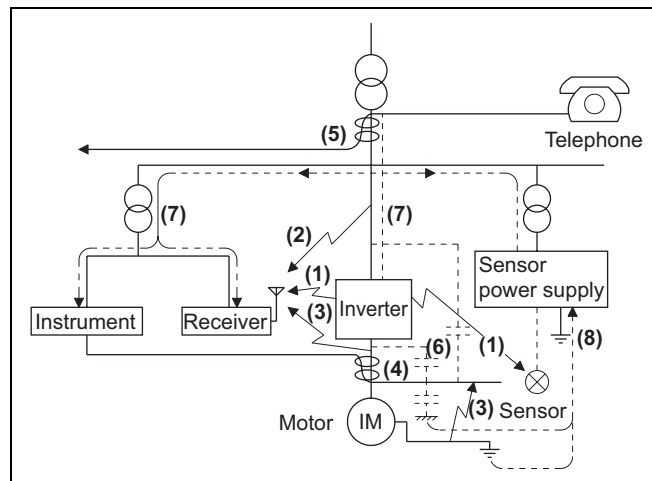 Telephone
(5)
(7)
(7)
(2)
(1)
(3)
Instrument
Receiver
Inverter
Sensor
power supply
(8)
(6)
(1)
(4)
(3)
Sensor
Motor
IM